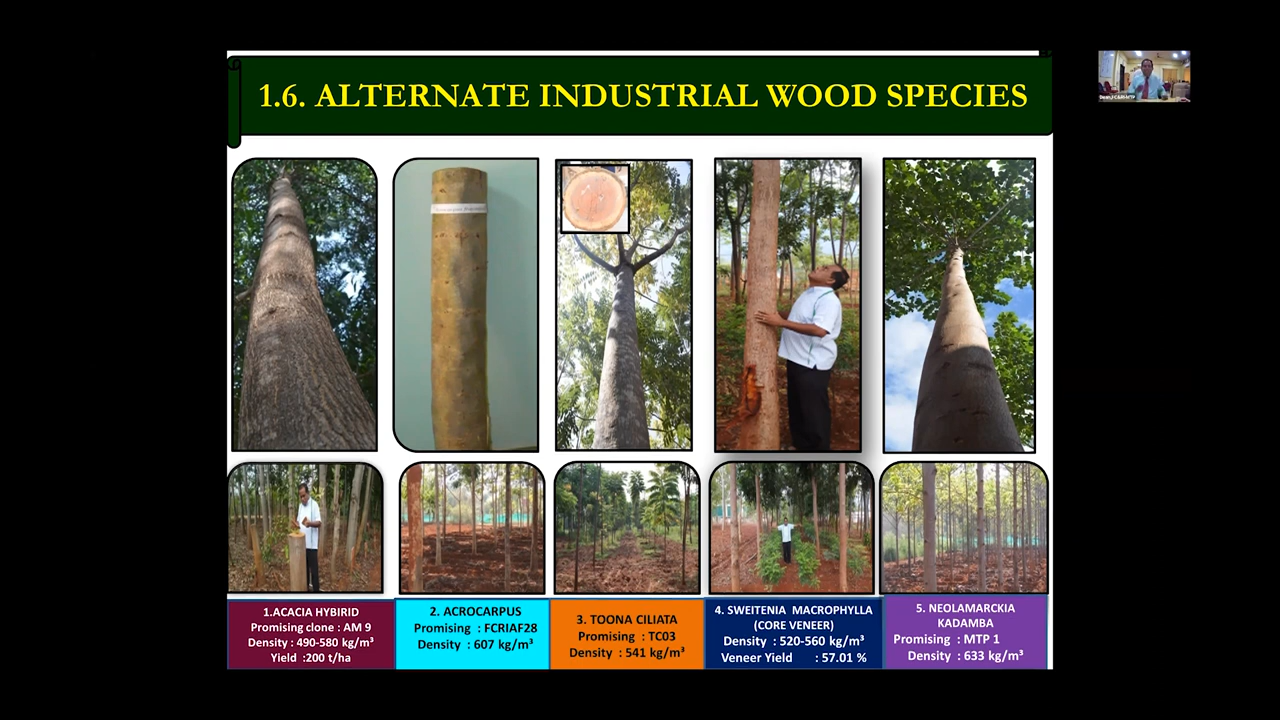 1.6. ALTERNATE INDUSTRIAL WOOD SPECIES
1.ACACIA HYBIRID
Promising clone : AM 9
Density : 490-580 kg/m³
Yield :200 t/ha
2. ACROCARPUS
Promising : FCRIAF28
Density : 607 kg/m³
3. TOONA CILIATA
Promising : TC03
Density : 541 kg/m³
4. SWEITENIA MACROPHYLLA
(CORE VENEER)
Density : 520-560 kg/m³
Veneer Yield : 57.01 %
5. NEOLAMARCKIA
KADAMBA
Promising : MTP 1
Density : 633 kg/m³